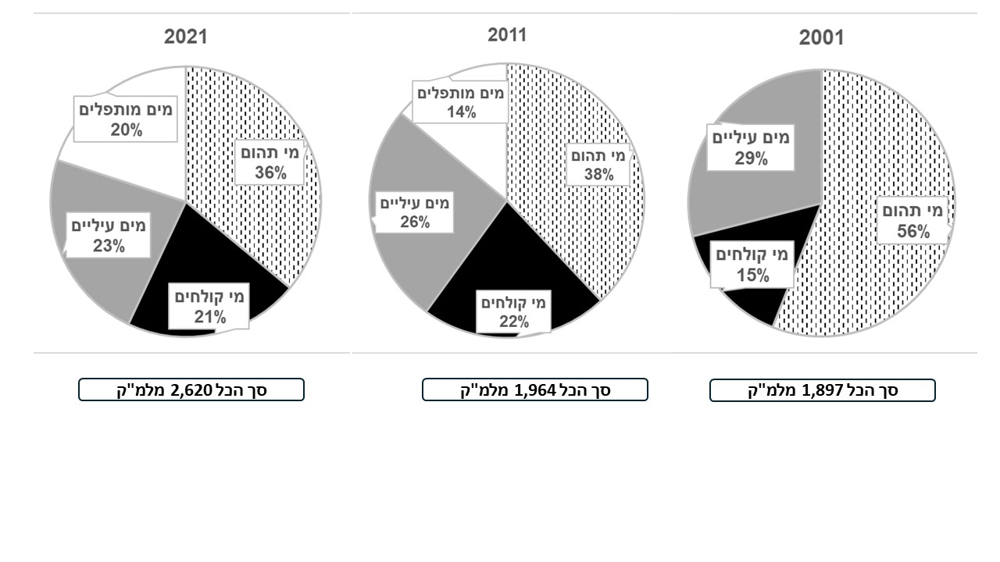 2001
מים עיליים
29%
מי תהום
56%
מי קולחים
15%
סך הכל 1,897 מלמ"ק
2011
מים מותפלים
14%
מי תהום
38%
מים עיליים
26%
מי קולחים
22%
סך הכל 1,964 מלמ"ק
2021
מים מותפלים
20%
מי תהום
36%
מים עיליים
23%
מי קולחים
21%
סך הכל 2,620 מלמ"ק